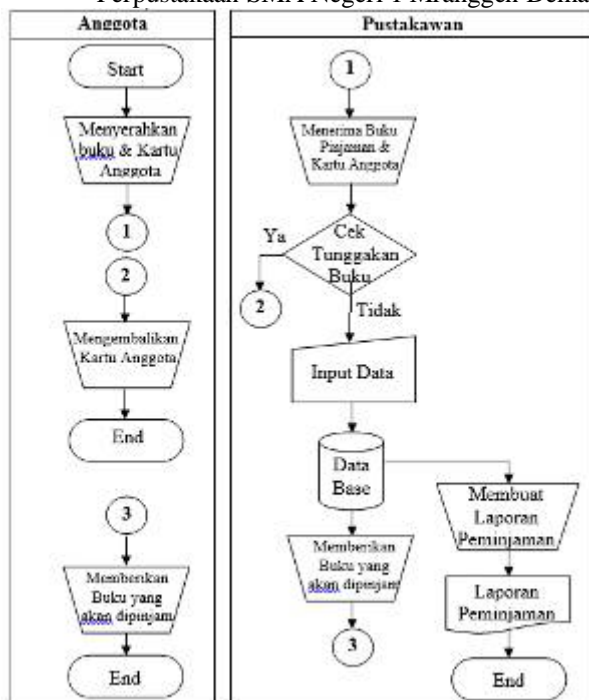 Perpustakaan SMA Negeri 1 Mranggen Dema
Anggota
Start
Menyerahkan
buku & Kartu
Anggota
1
2
Mengembalikan
Kartu Anggota
End
3
Memberikan
Buku yang
akan dipinjam
End
Pustakawan
1
Menerima Buku
Pinjaman &
Kartu Anggota
Cek
Tunggakan
Buku
Ya
2
Tidak
Input Data
Data
Base
Memberikan
Buku yang
akan dipinjam
3
Membuat
Laporan
Peminjaman
Laporan
Peminjaman
End